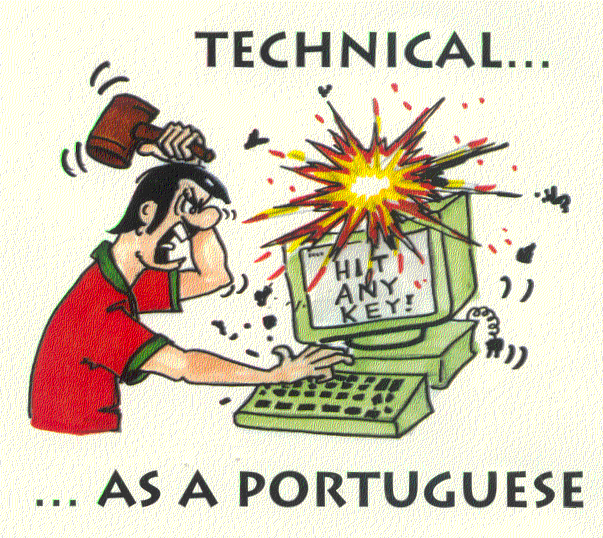 TECHNICAL...
HIT
ANY
KEY!
... AS A PORTUGUESE